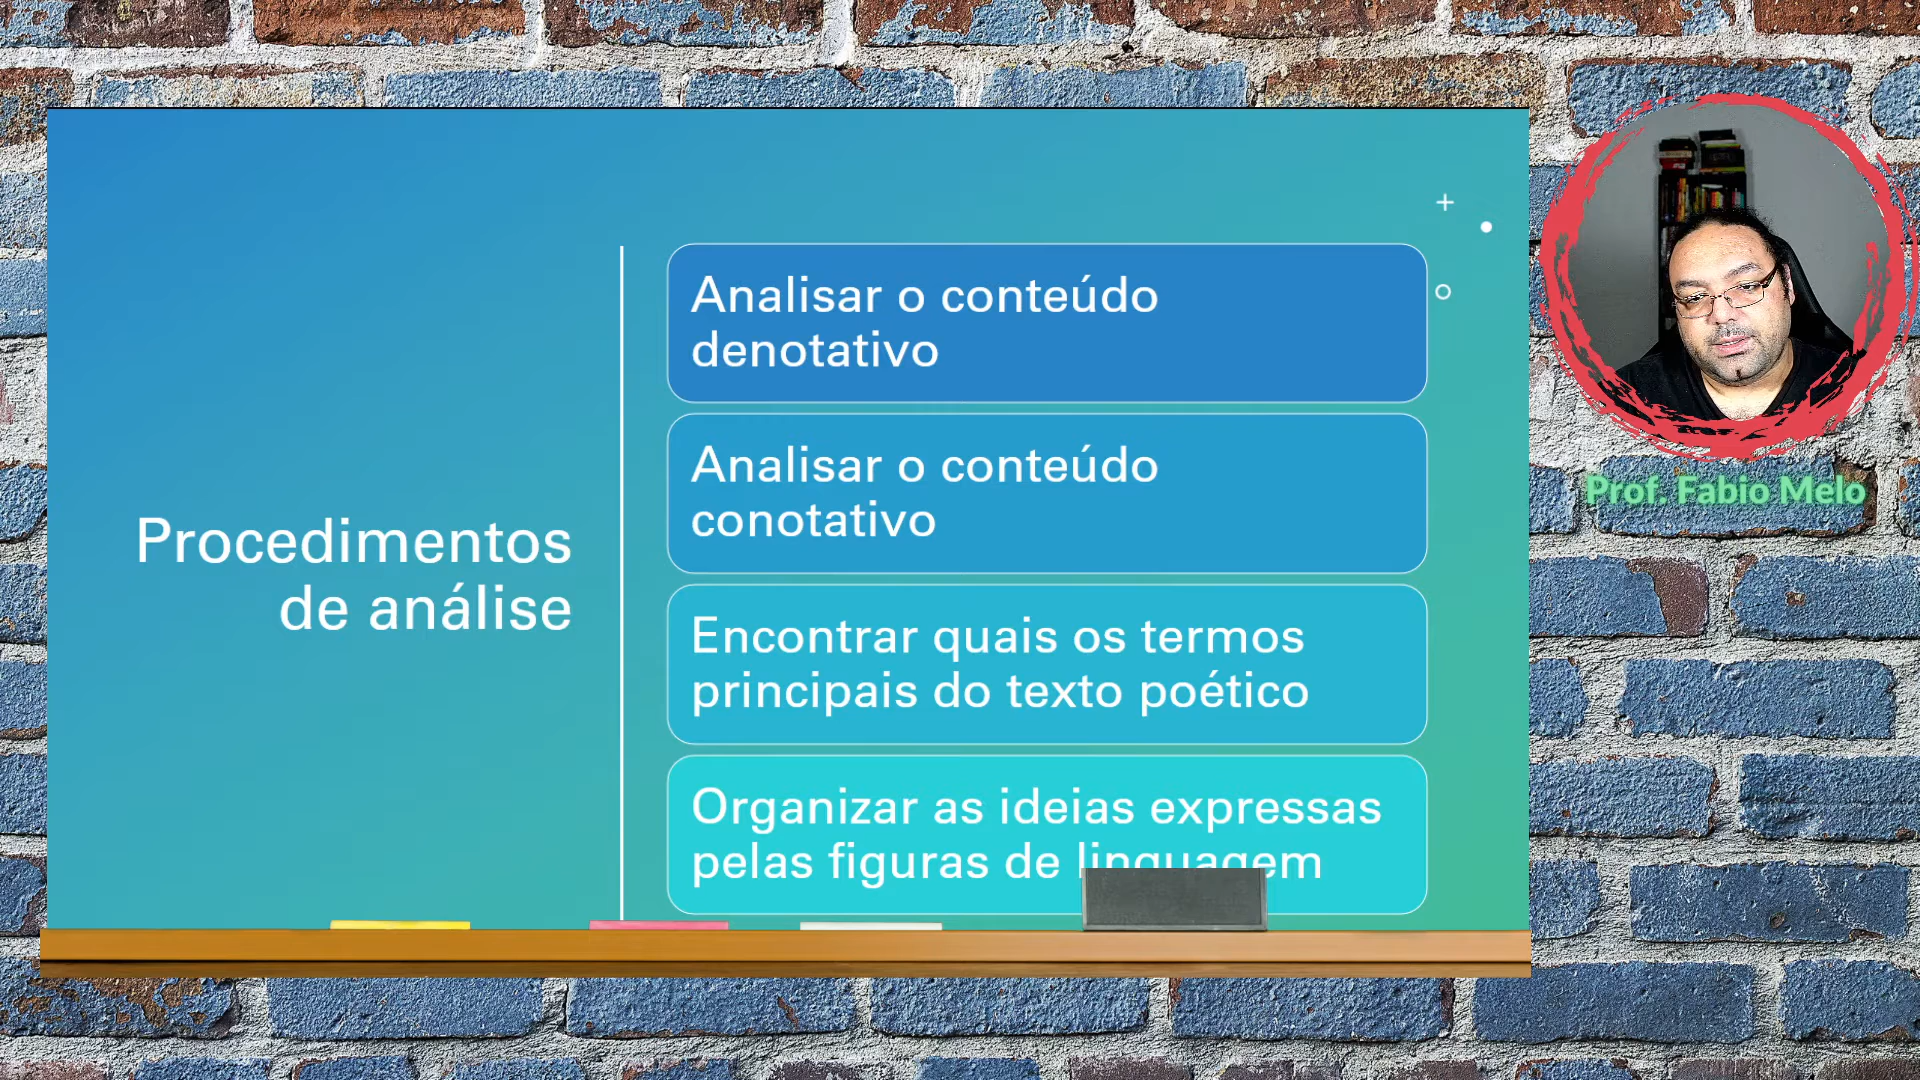 Procedimentos
de análise
Analisar o conteúdo
denotativo
Analisar o conteúdo
conotativo
Encontrar quais os termos
principais do texto poético
Organizar as ideias expressas
pelas figuras de linguagem
Prof. Fabio Melo